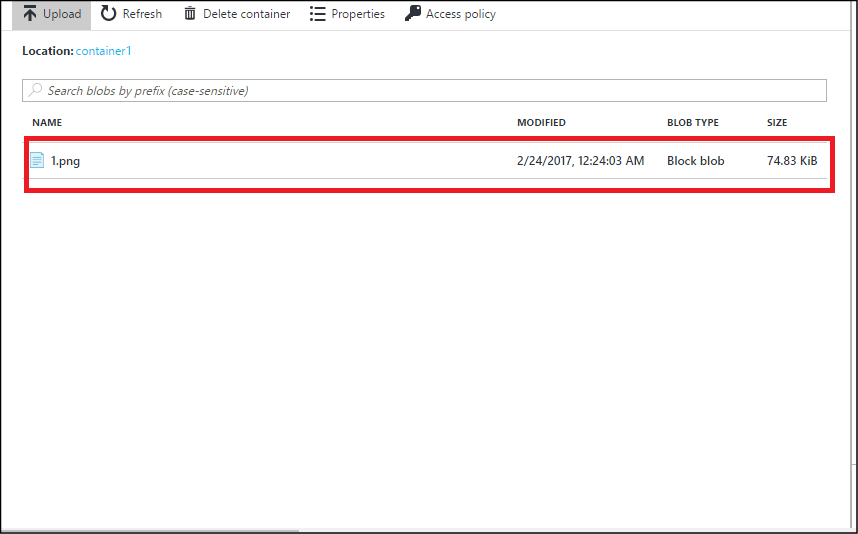 Upload Refresh Delete container Properties Access policy
Location: container1
Search blobs by prefix (case-sensitive)
NAME MODIFIED BLOB TYPE SIZE
1.png 2/24/2017, 12:24:03 AM Block blob 74.83 KiB